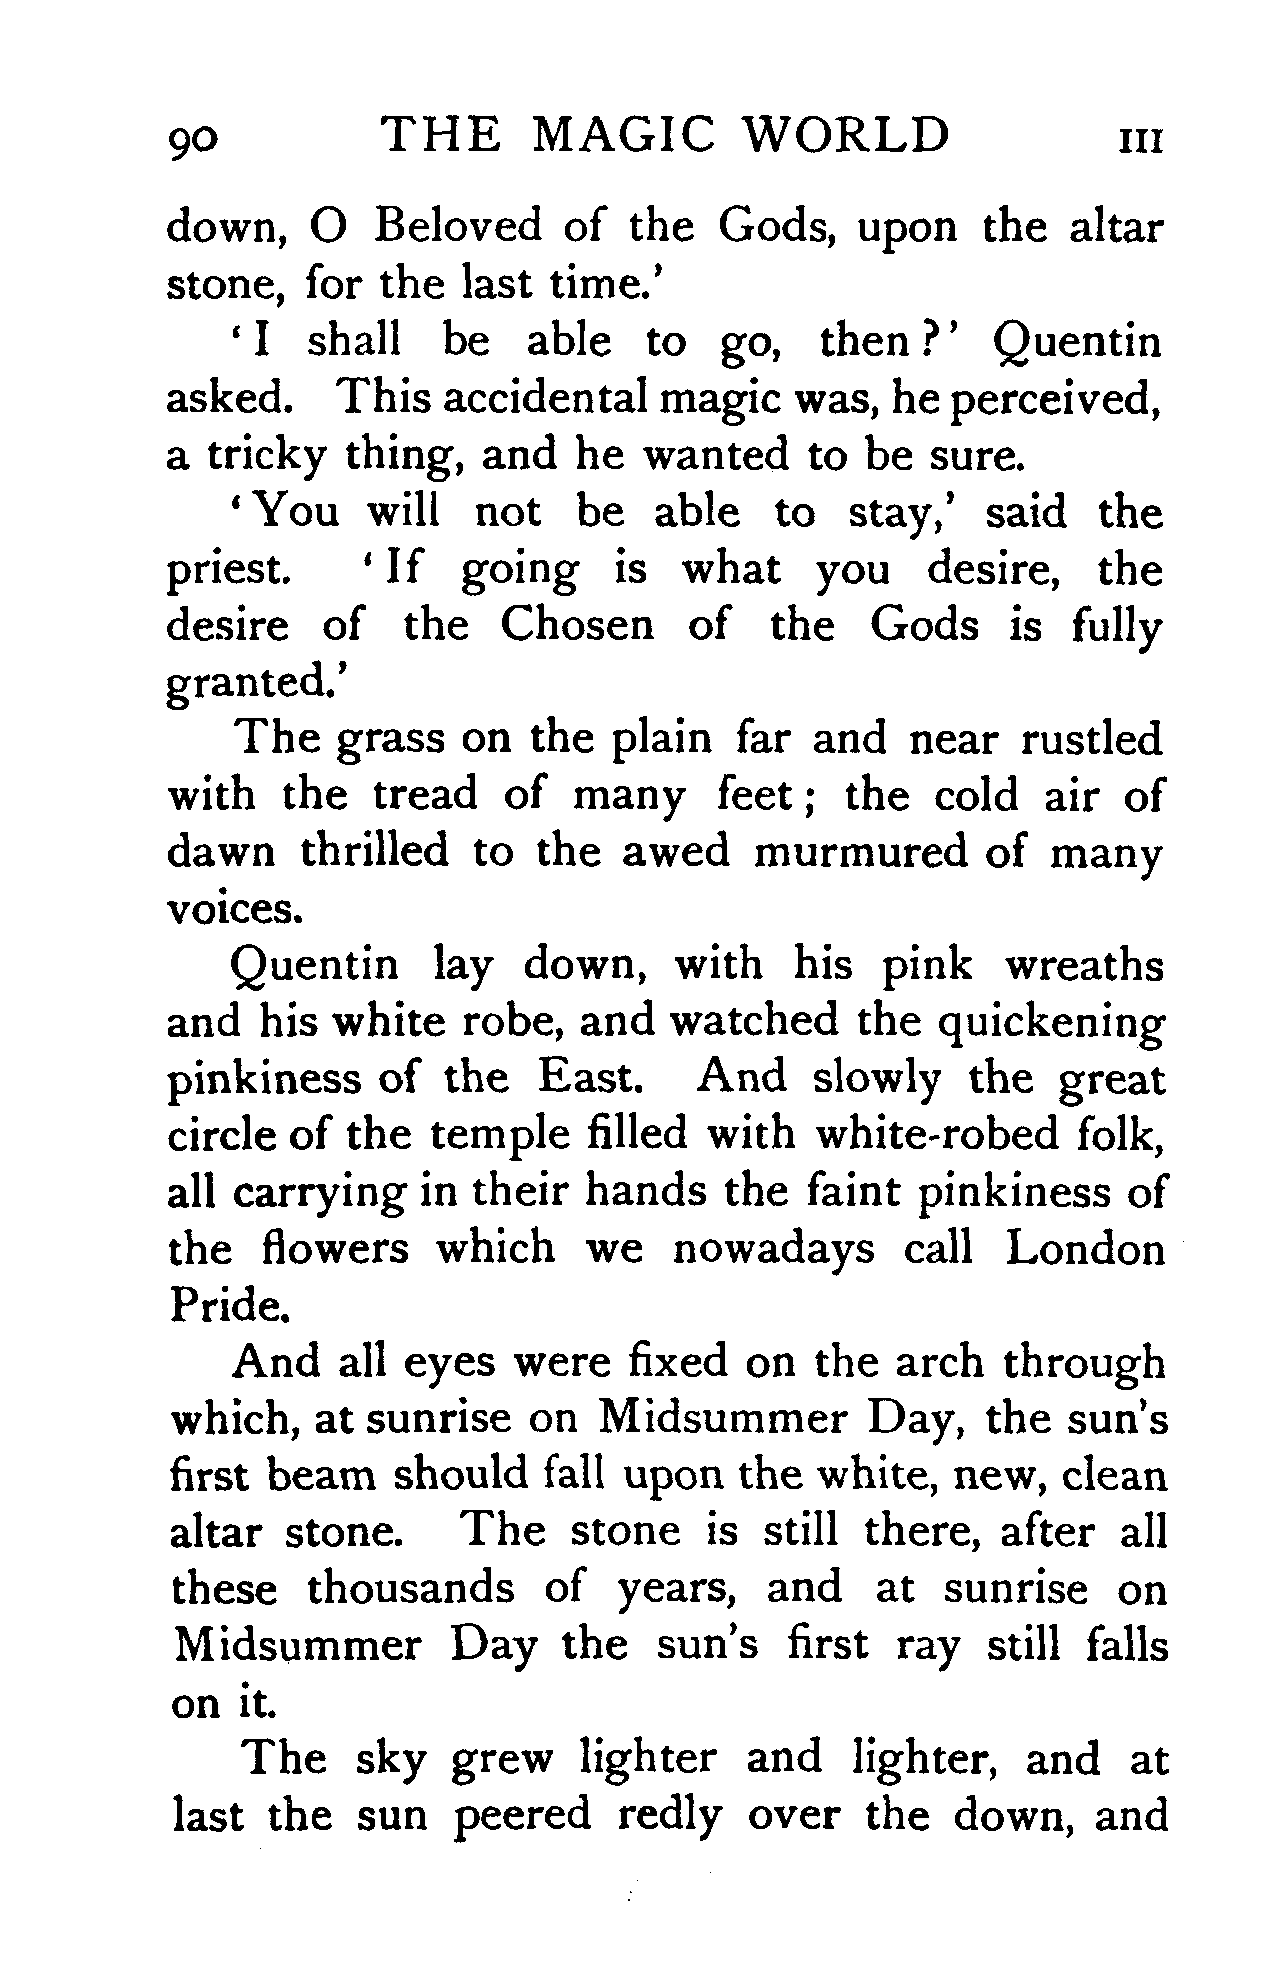 90 THE MAGIC WORLD III
down, O Beloved of the Gods, upon the altar
stone, for the last time.’
‘I shall be able to go, then?’ Quentin
asked. This accidental magic was, he perceived,
a tricky thing, and he wanted to be sure.
‘You will not be able to stay,’ said the
priest. ‘If going is what you desire, the
desire of the Chosen of the Gods is fully
granted.’
The grass on the plain far and near rustled
with the tread of many feet; the cold air of
dawn thrilled to the awed murmured of many
voices.
Quentin lay down, with his pink wreaths
and his white robe, and watched the quickening
pinkiness of the East. And slowly the great
circle of the temple filled with white-robed folk,
all carrying in their hands the faint pinkiness of
the flowers which we nowadays call London
Pride.
And all eyes were fixed on the arch through
which, at sunrise on Midsummer Day, the sun’s
first beam should fall upon the white, new, clean
altar stone. The stone is still there, after all
these thousands of years, and at sunrise on
Midsummer Day the sun’s first ray still falls
on it.
The sky grew lighter and lighter, and at
last the sun peered redly over the down, and